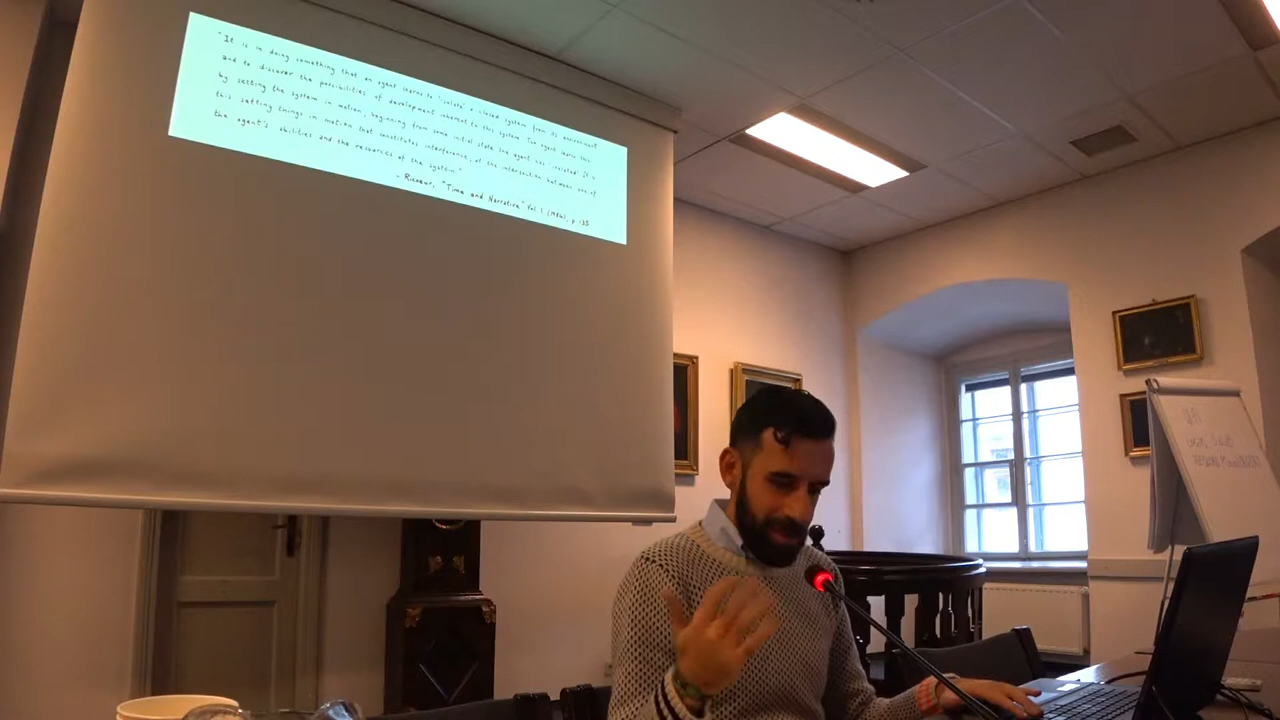 "It is in doing something that an agent learns to "isolate" a closed system from its environment
and to discover the possibilities of development inherent to this system. The agent learns this
by setting the system in motion, beginning from some initial state the agent has "isolated." It is
this setting things in motion that constitutes interference, at the intersection between one of
the agent's abilities and the resources of the system."
- Ricoeur, "Time and Narrative" Vol. 1 (1984), p. 135